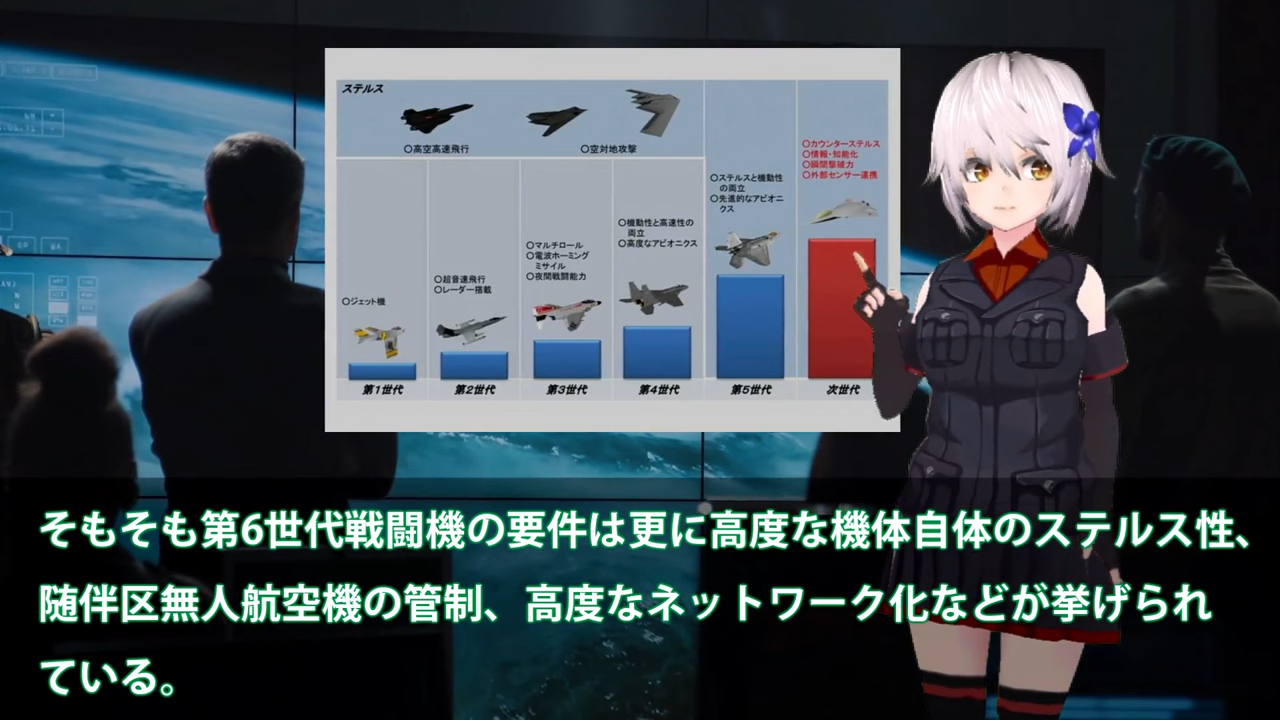 ステルス
○高空高速飛行
○空対地攻撃
○カウンターステルス
○情報・知能化
○瞬間撃破力
○外部センサー連携
○ステルスと機動性
の両立
○先進的なアビオニ
クス
○機動性と高速性の
両立
○高度なアビオニクス
○マルチロール
○電波ホーミング
ミサイル
○夜間戦闘能力
○超音速飛行
○レーダー搭載
○ジェット機
第1世代
第2世代
第3世代
第4世代
第5世代
次世代
そもそも第6世代戦闘機の要件は更に高度な機体自体のステルス性、
随伴区無人航空機の管制、高度なネットワーク化などが挙げられ
ている。